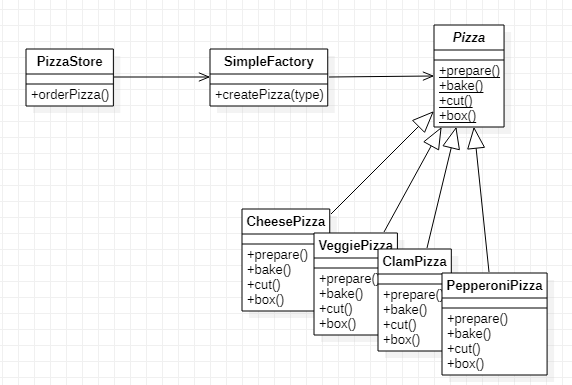 PizzaStore
+orderPizza()
SimpleFactory
+createPizza(type)
Pizza
+prepare()
+bake()
+cut()
+box()
CheesePizza
+prepare()
+bake()
+cut()
+box()
VeggiePizza
+prepare()
+bake()
+cut()
+box()
ClamPizza
+prepare()
+bake()
+cut()
+box()
PepperoniPizza
+prepare()
+bake()
+cut()
+box()